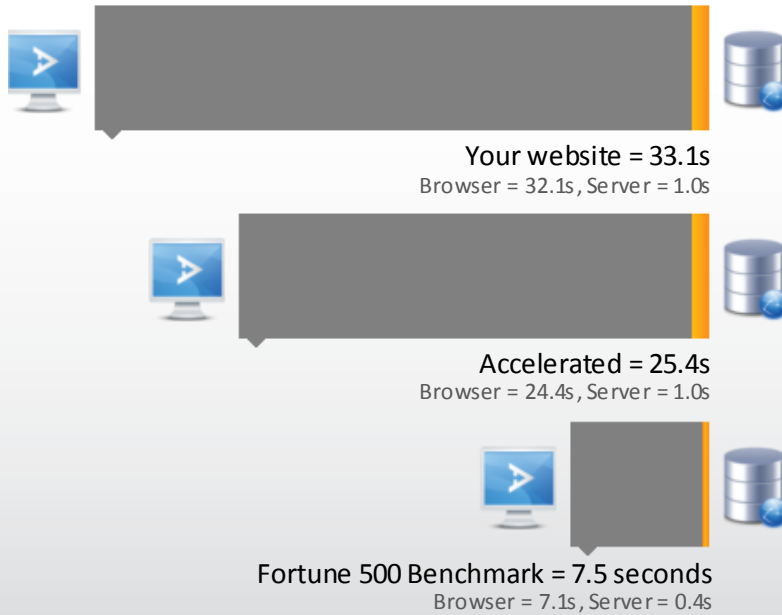 Your website = 33.1s
Browser = 32.1s, Server = 1.0s
Accelerated = 25.4s
Browser = 24.4s, Server = 1.0s
Fortune 500 Benchmark = 7.5 seconds
Browser = 7.1s, Server = 0.4s